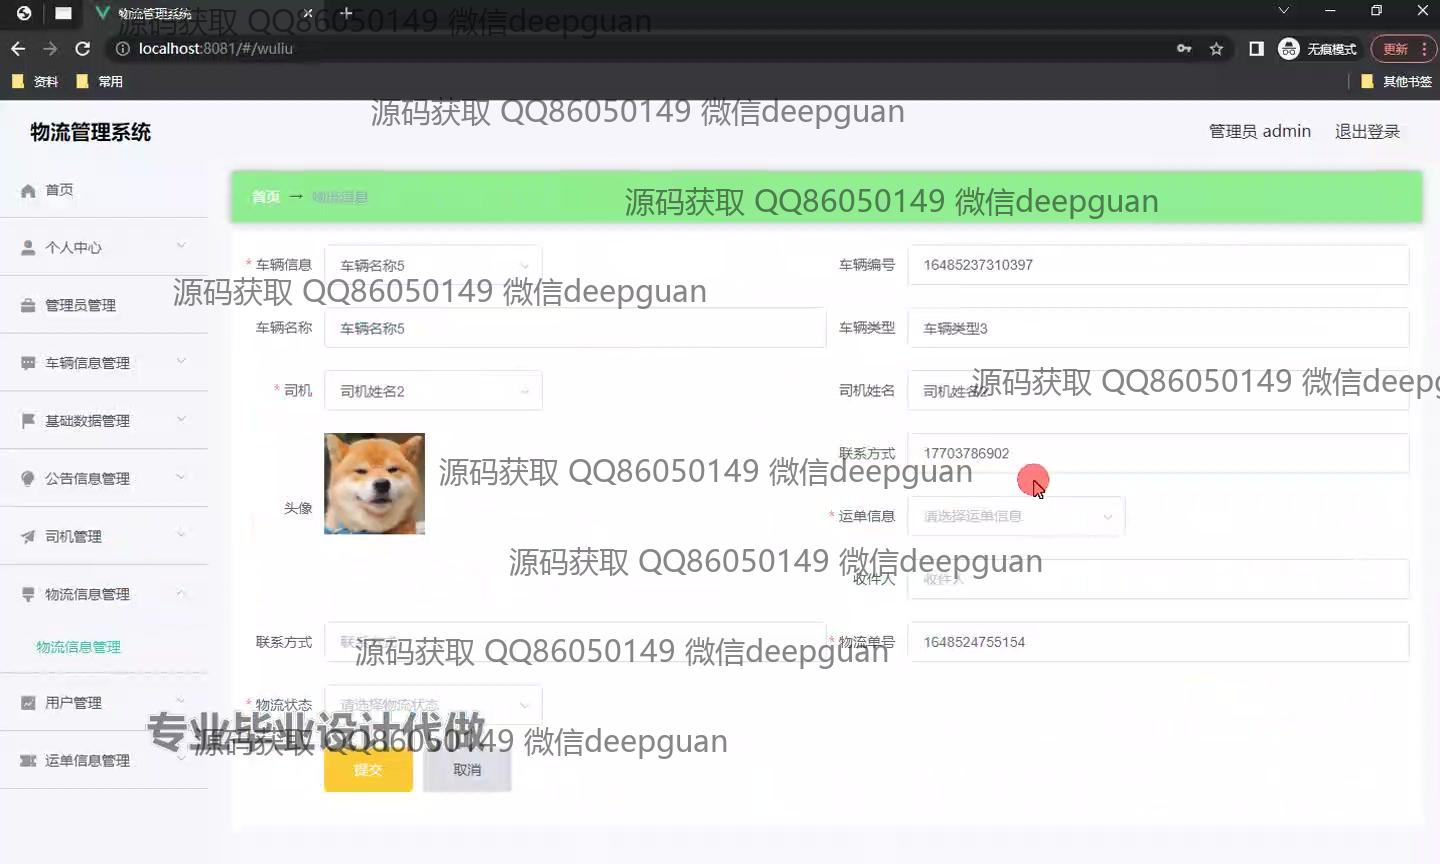 物流管理系统
localhost:8081/#/wuliu
无痕模式
更新
资料
常用
其他书签
源码获取 QQ86050149 微信deepguan
源码获取 QQ86050149 微信deepguan
物流管理系统
管理员 admin
退出登录
首页
个人中心
管理员管理
车辆信息管理
基础数据管理
公告信息管理
司机管理
物流信息管理
物流信息管理
用户管理
运单信息管理
首页 → 物流信息
源码获取 QQ86050149 微信deepguan
* 车辆信息 车辆名称5
车辆编号 16485237310397
源码获取 QQ86050149 微信deepguan
车辆名称 车辆名称5
车辆类型 车辆类型3
* 司机 司机姓名2
司机姓名 司机姓名2
源码获取 QQ86050149 微信deepg
头像
联系方式 17703786902
源码获取 QQ86050149 微信deepguan
* 运单信息 请选择运单信息
源码获取 QQ86050149 微信deepguan
收件人 收件人
联系方式
* 物流单号 1648524755154
源码获取 QQ86050149 微信deepguan
* 物流状态 请选择物流状态
专业毕业设计代做
源码获取 QQ86050149 微信deepguan
提交
取消